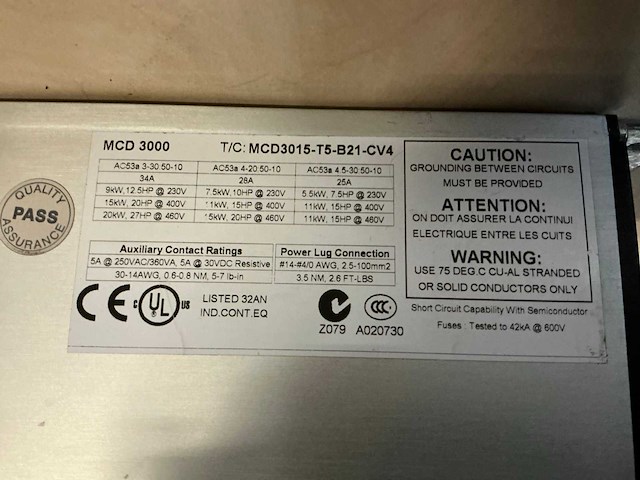 MCD 3000 T/C: MCD3015-T5-B21-CV4
AC53a 3-30:50-10 AC53a 4-20:50-10 AC53a 4.5-30:50-10
34A 28A 25A
9kW, 12.5HP @ 230V 7.5kW, 10HP @ 230V 5.5kW, 7.5HP @ 230V
15kW, 20HP @ 400V 11kW, 15HP @ 400V 11kW, 15HP @ 400V
20kW, 27HP @ 460V 15kW, 20HP @ 460V 11kW, 15HP @ 460V
Auxiliary Contact Ratings Power Lug Connection
5A @ 250VAC/360VA, 5A @ 30VDC Resistive #14-#4/0 AWG, 2.5-100mm2
30-14AWG, 0.6-0.8 NM, 5-7 lb-in 3.5 NM, 2.6 FT-LBS
CE c UL us LISTED 32AN
IND.CONT.EQ
CCC
Z079 A020730
CAUTION:
GROUNDING BETWEEN CIRCUITS
MUST BE PROVIDED
ATTENTION:
ON DOIT ASSURER LA CONTINUI
ELECTRIQUE ENTRE LES CUITS
WARNING:
USE 75 DEG.C CU-AL STRANDED
OR SOLID CONDUCTORS ONLY
Short Circuit Capability With Semiconductor
Fuses : Tested to 42kA @ 600V
QUALITY
PASS
ASSURANCE